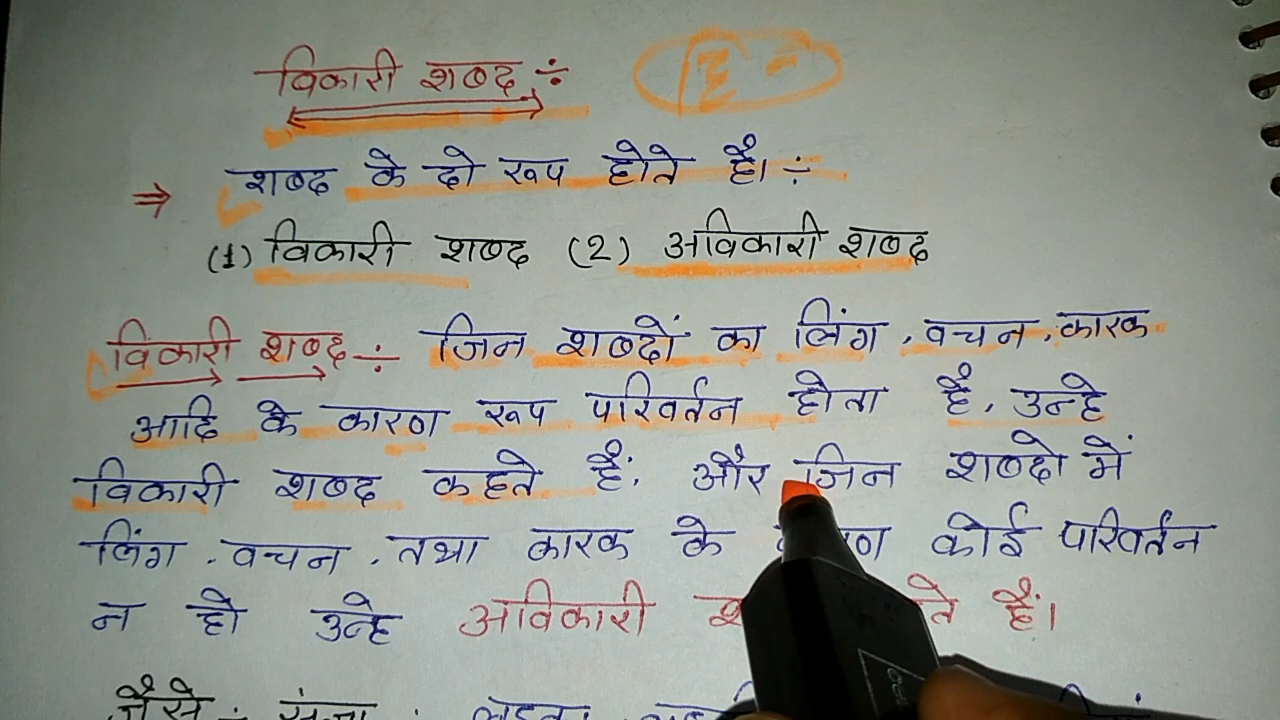 विकारी शब्द ÷
⇒ शब्द के दो रूप होते है। ÷
(1) विकारी शब्द (2) अविकारी शब्द
विकारी शब्द ÷ जिन शब्दों का लिंग, वचन, कारक
आदि के कारण रूप परिवर्तन होता है, उन्हे
विकारी शब्द कहते हैं, और जिन शब्दो में
लिंग, वचन, तथा कारक के कोई परिवर्तन
न हो उन्हे अविकारी हैं।
जैसे : संज्ञा